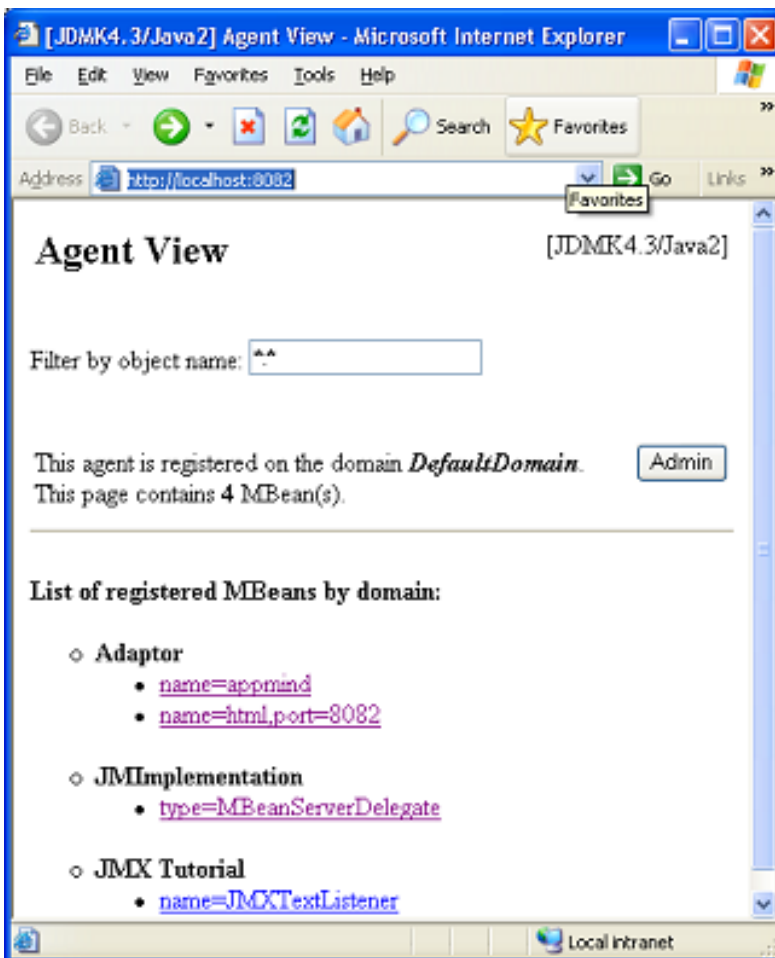 [JDMK4.3/Java2] Agent View - Microsoft Internet Explorer
File Edit View Favorites Tools Help
Back Search Favorites
Address http://localhost:8082 Go Links
Favorites
Agent View [JDMK4.3/Java2]
Filter by object name: *:*
This agent is registered on the domain DefaultDomain. Admin
This page contains 4 MBean(s).
List of registered MBeans by domain:
Adaptor
name=appmind
name=html,port=8082
JMImplementation
type=MBeanServerDelegate
JMX Tutorial
name=JMXTextListener
Local intranet